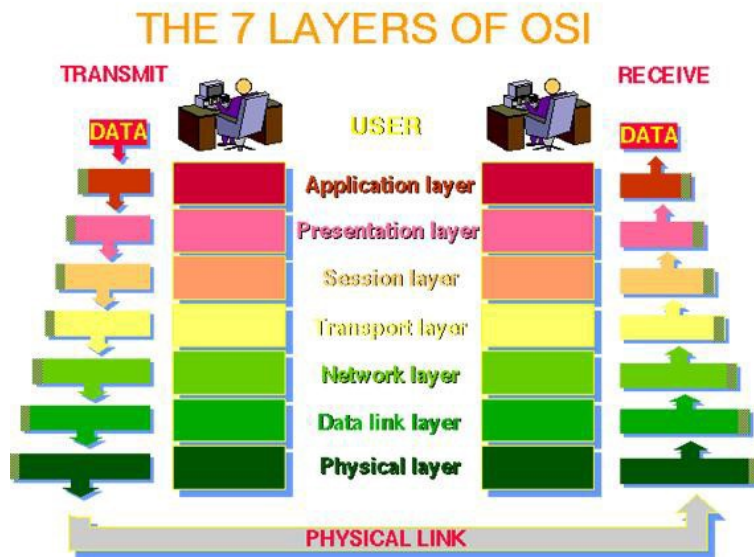 THE 7 LAYERS OF OSI
TRANSMIT
RECEIVE
DATA
USER
DATA
Application layer
Presentation layer
Session layer
Transport layer
Network layer
Data link layer
Physical layer
PHYSICAL LINK